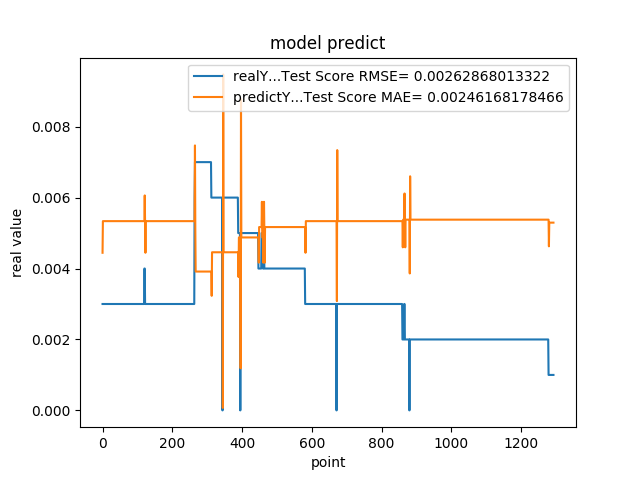 model predict
realY...Test Score RMSE= 0.00262868013322
predictY...Test Score MAE= 0.00246168178466
real value
0.008
0.006
0.004
0.002
0.000
0 200 400 600 800 1000 1200
point